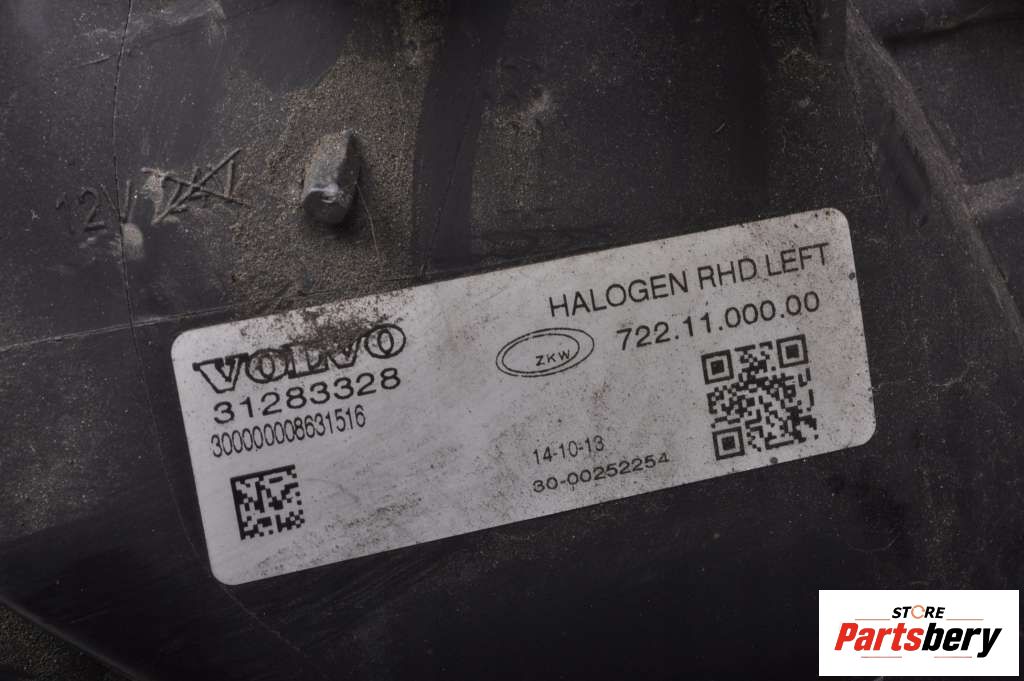 12V
HALOGEN RHD LEFT
VOLVO
ZKW
722.11.000.00
31283328
300000008631516
14-10-13
30-00252254
STORE
Partsbery